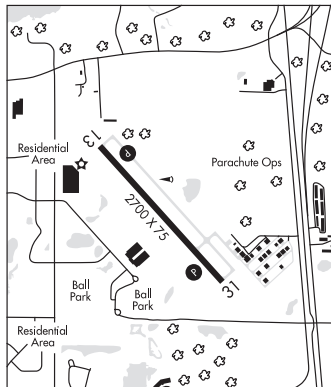 Residential
Area
13
P
Parachute Ops
2700 X 75
P
31
Ball
Park
Ball
Park
Residential
Area